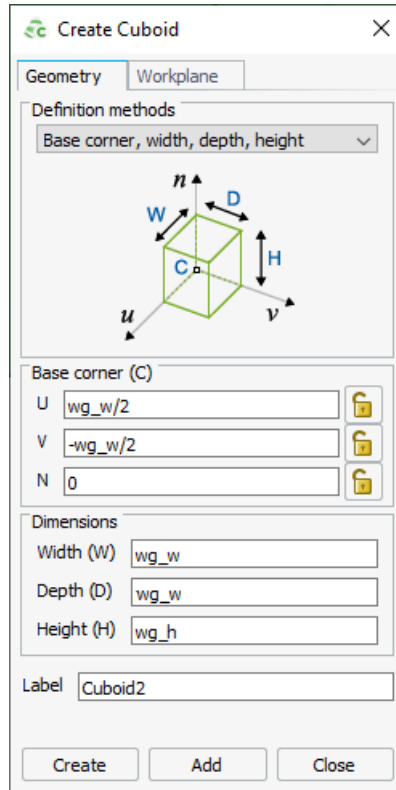 Create Cuboid
Geometry Workplane
Definition methods
Base corner, width, depth, height
n
W D
H
C
u v
Base corner (C)
U wg_w/2
V -wg_w/2
N 0
Dimensions
Width (W) wg_w
Depth (D) wg_w
Height (H) wg_h
Label Cuboid2
Create Add Close